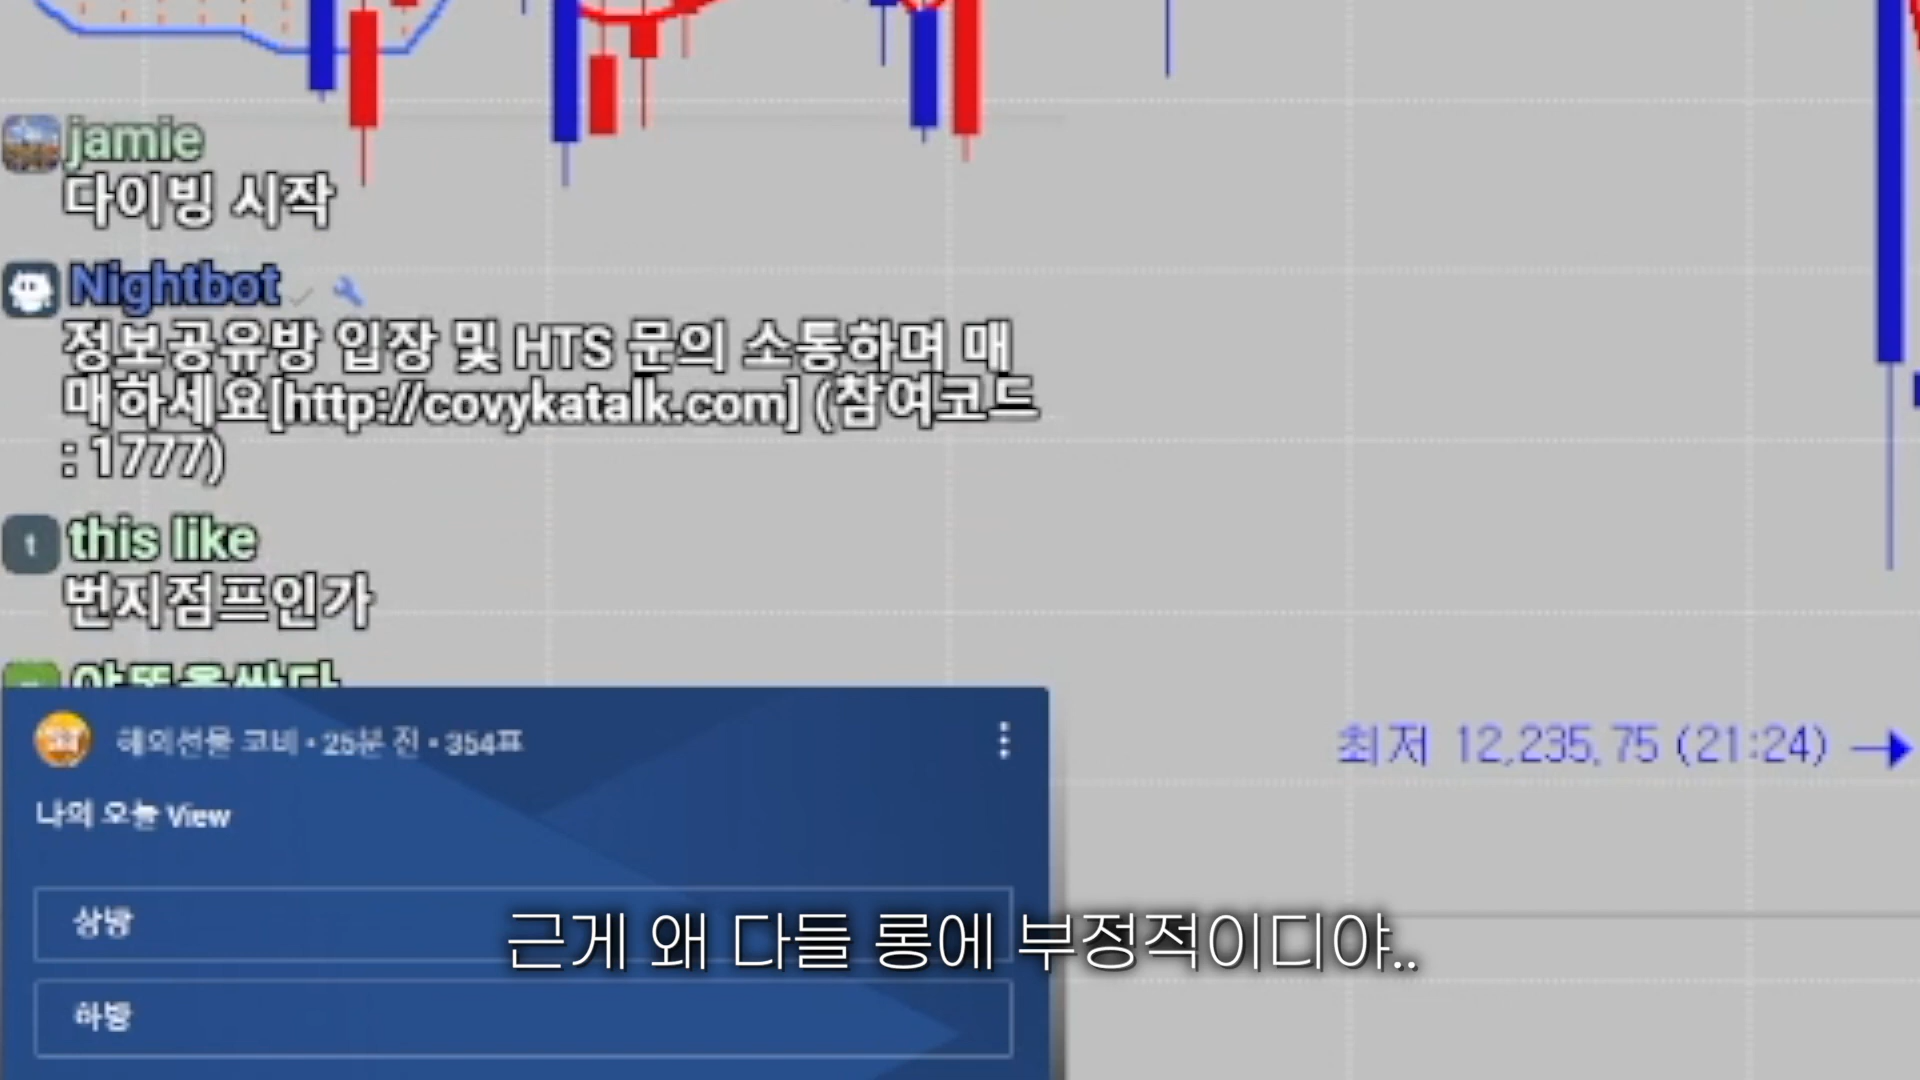 jamie
다이빙 시작
Nightbot
정보공유방 입장 및 HTS 문의 소통하며 매
매하세요[http://covykatalk.com] (참여코드
: 1777)
t this like
번지점프인가
해외선물 코비 • 25분 전 • 354표
나의 오늘 View
상방
하방
최저 12,235.75 (21:24)
근게 왜 다들 롱에 부정적이디야..